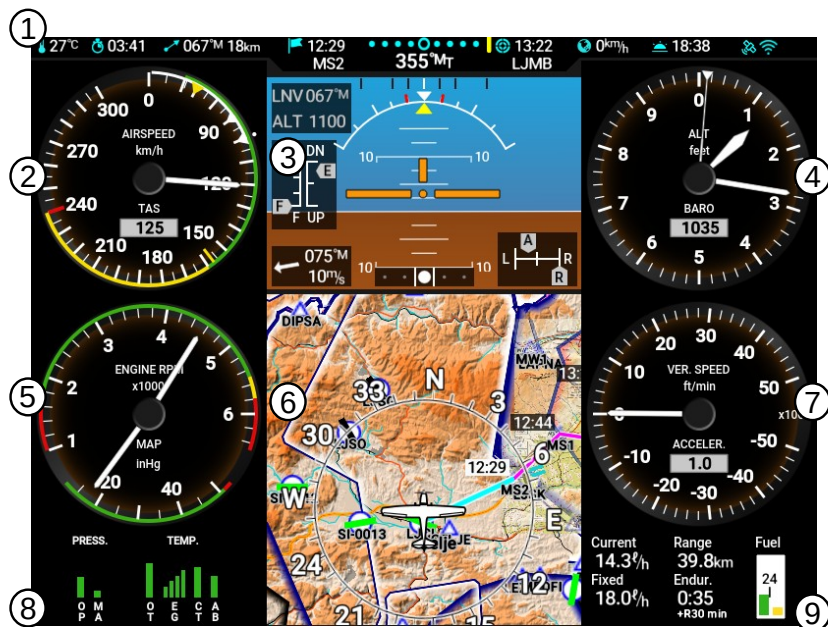 1
27°C 03:41 067°M 18km 12:29 13:22 0km/h 18:38
MS2 355°MT LJMB
2
0
90
120
150
180
210
240
270
300
AIRSPEED
km/h
TAS
125
LNV 067°M
ALT 1100
3
DN
E
F
F UP
10 10
10 10
075°M
10m/s
A
L R
R
4
0
1
2
3
4
5
6
7
8
9
ALT
feet
BARO
1035
5
1
2
3
4
5
6
ENGINE RPM
x1000
MAP
inHg
20
40
6
DIPSA
MW1
33
N
3
30
12:44
13:
MS1
12:29
6
MS2
W
E
SI-0013
24
12
21
15
7
0
10
20
30
40
50
-50
-40
-30
-20
-10
VER. SPEED
ft/min
ACCELER.
1.0
8
PRESS. TEMP.
O P
M A
O T
E G
C T
A B
Current Range Fuel
14.3ℓ/h 39.8km
Fixed Endur. 24
18.0ℓ/h 0:35
+R30 min
9